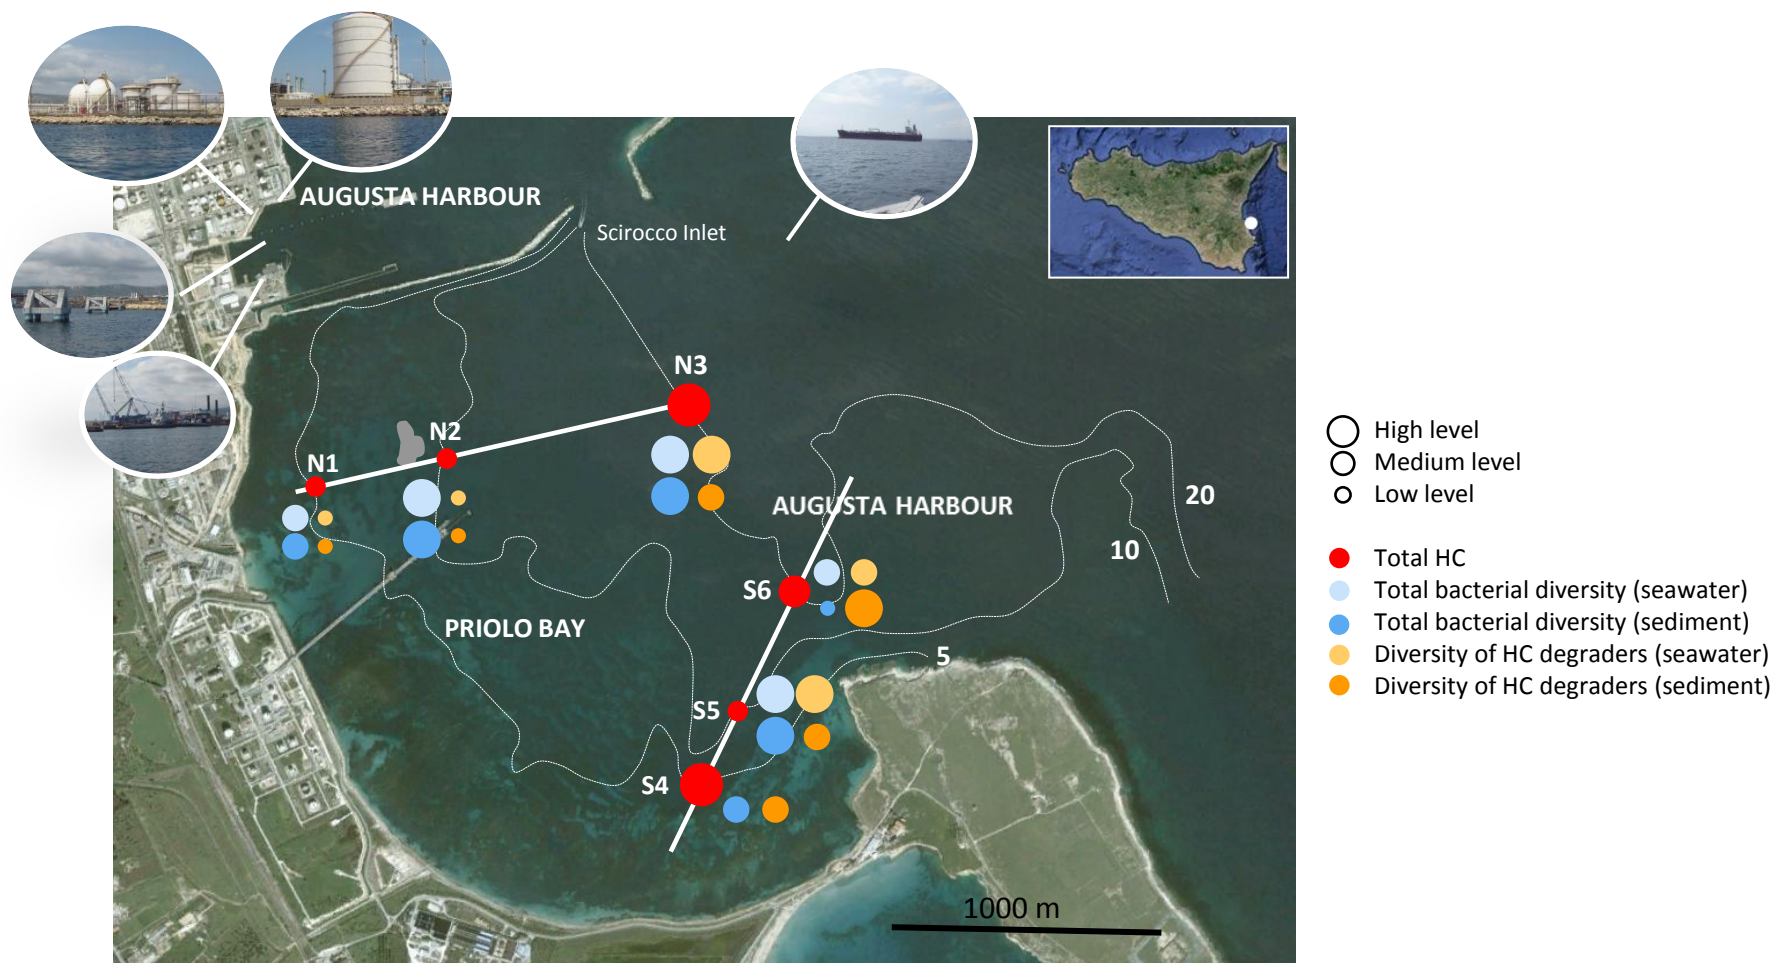 AUGUSTA HARBOUR
Scirocco Inlet
N3
N2
N1
AUGUSTA HARBOUR
20
10
S6
PRIOLO BAY
5
S5
S4
1000 m
High level
Medium level
Low level
Total HC
Total bacterial diversity (seawater)
Total bacterial diversity (sediment)
Diversity of HC degraders (seawater)
Diversity of HC degraders (sediment)